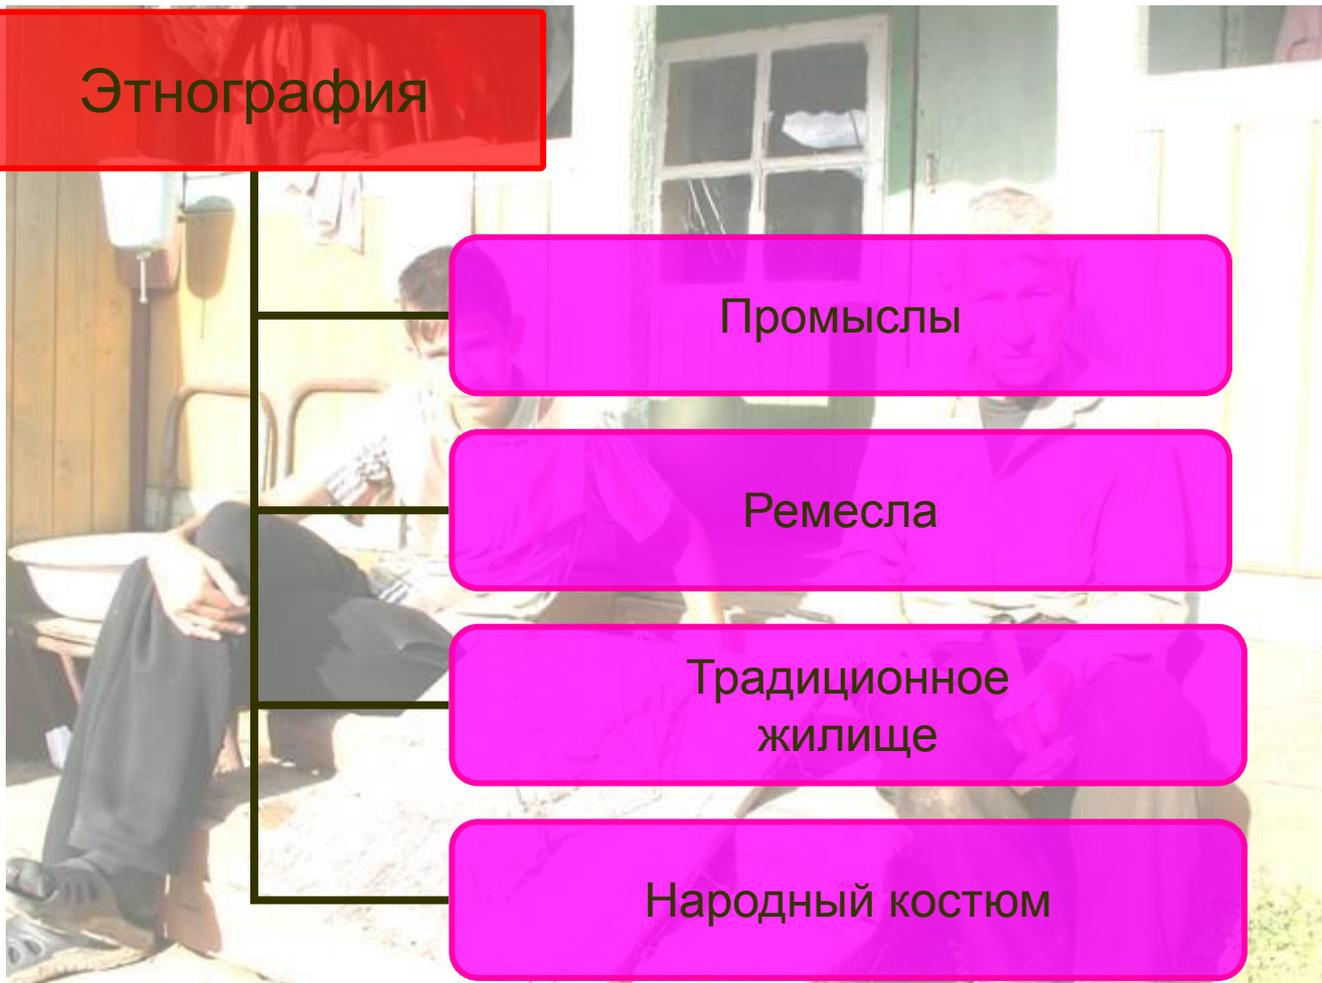 Этнография
Промыслы
Ремесла
Традиционное
жилище
Народный костюм